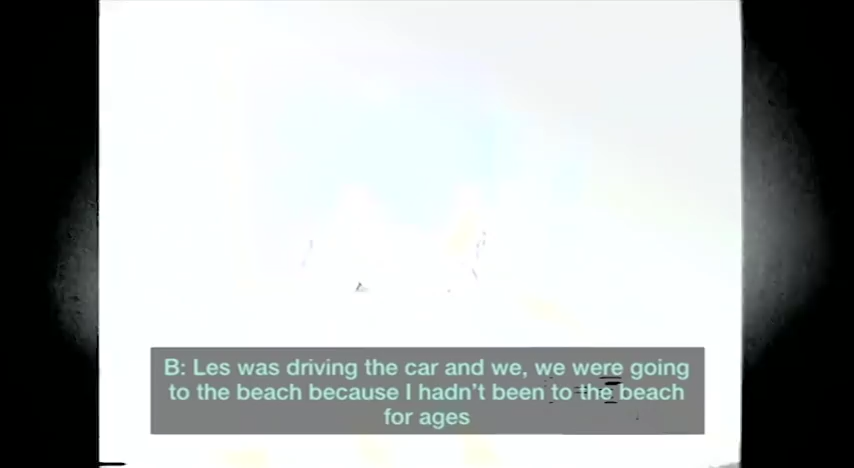 B: Les was driving the car and we, we were going
to the beach because I hadn't been to the beach
for ages